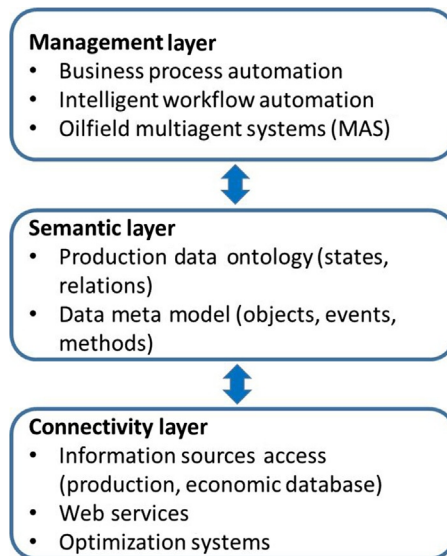 Management layer
• Business process automation
• Intelligent workflow automation
• Oilfield multiagent systems (MAS)
Semantic layer
• Production data ontology (states,
relations)
• Data meta model (objects, events,
methods)
Connectivity layer
• Information sources access
(production, economic database)
• Web services
• Optimization systems